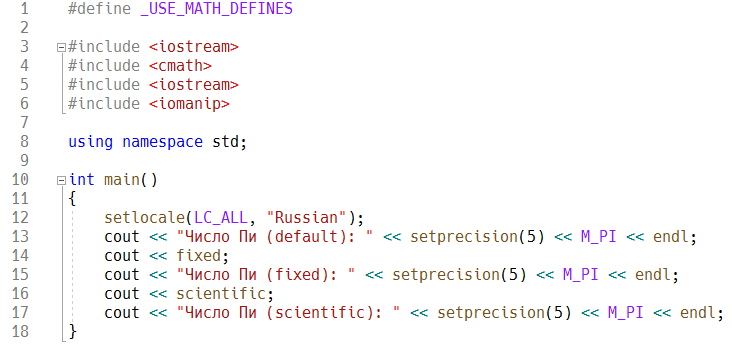 1 #define _USE_MATH_DEFINES
2
3 #include <iostream>
4 #include <cmath>
5 #include <iostream>
6 #include <iomanip>
7
8 using namespace std;
9
10 int main()
11 {
12 setlocale(LC_ALL, "Russian");
13 cout << "Число Пи (default): " << setprecision(5) << M_PI << endl;
14 cout << fixed;
15 cout << "Число Пи (fixed): " << setprecision(5) << M_PI << endl;
16 cout << scientific;
17 cout << "Число Пи (scientific): " << setprecision(5) << M_PI << endl;
18 }